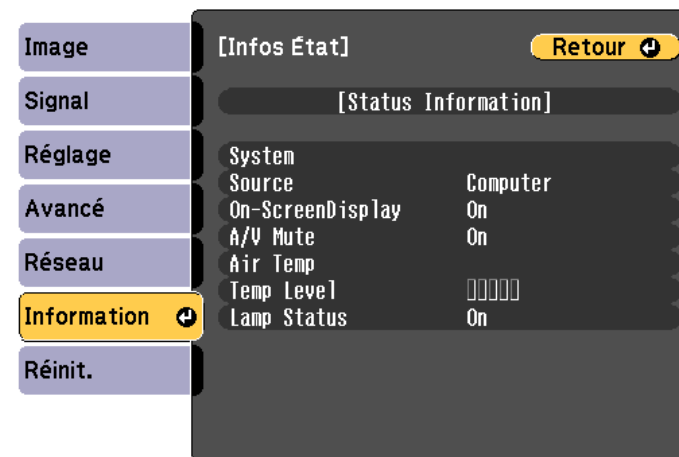 Image
Signal
Réglage
Avancé
Réseau
Information
Réinit.
[Infos État]
Retour
[Status Information]
System
Source Computer
On-ScreenDisplay On
A/V Mute On
Air Temp
Temp Level
Lamp Status On